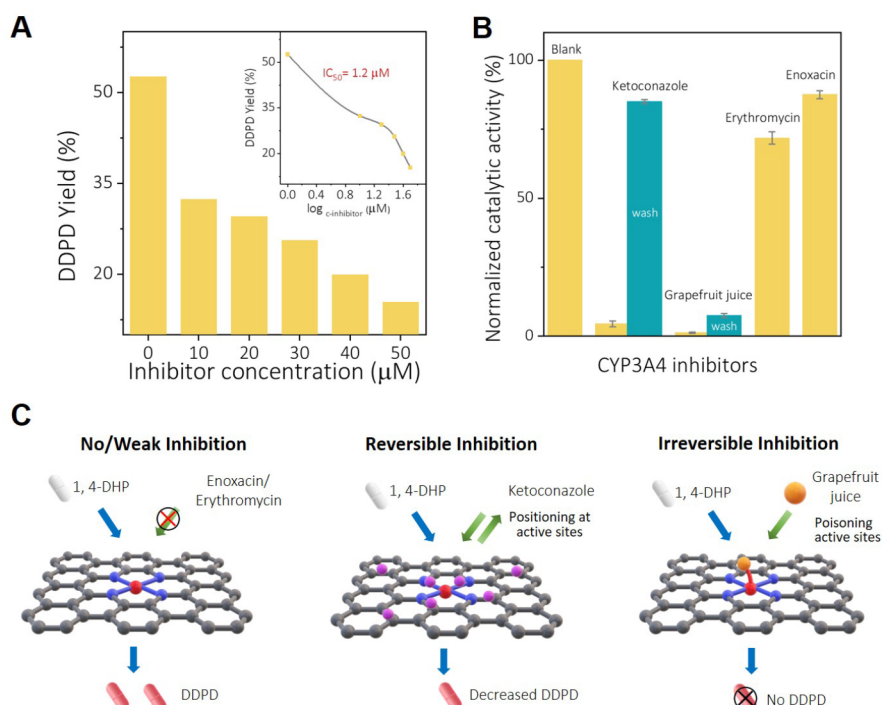 A
DDPD Yield (%)
50
35
20
0
10
20
30
40
50
Inhibitor concentration (μM)
DDPD Yield (%)
50
35
20
IC50= 1.2 μM
0.0
0.4
0.8
1.2
1.6
log c-inhibitor (μM)
B
Normalized catalytic activity (%)
100
50
0
Blank
Ketoconazole
wash
Grapefruit juice
wash
Erythromycin
Enoxacin
CYP3A4 inhibitors
C
No/Weak Inhibition
1, 4-DHP
Enoxacin/
Erythromycin
DDPD
Reversible Inhibition
1, 4-DHP
Ketoconazole
Positioning at
active sites
Decreased DDPD
Irreversible Inhibition
1, 4-DHP
Grapefruit
juice
Poisoning
active sites
No DDPD